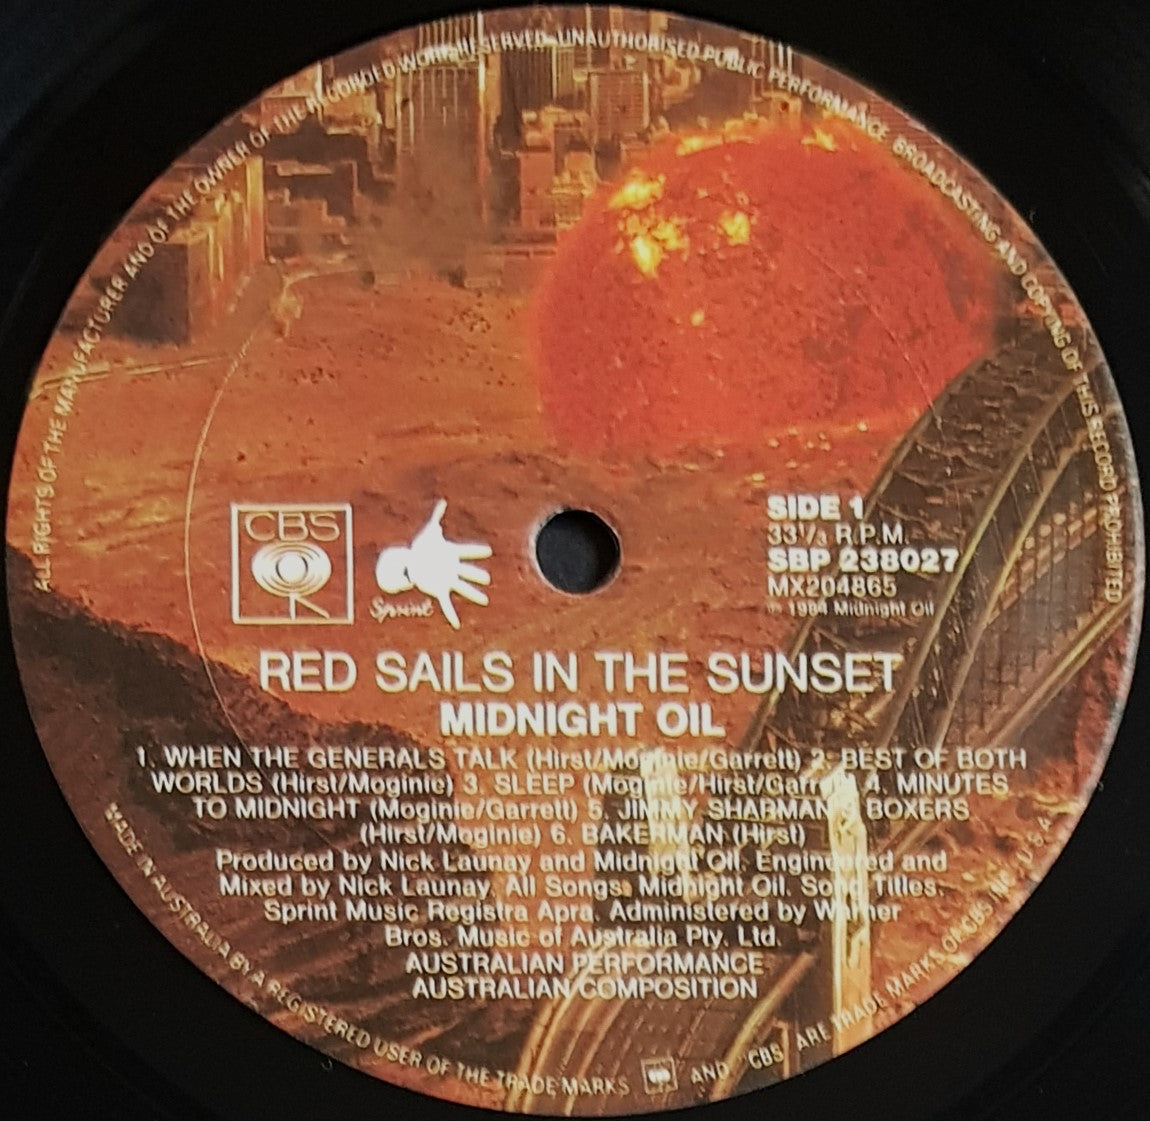 ALL RIGHTS OF THE MANUFACTURER AND OF THE OWNER OF THE RECORDED WORK RESERVED UNAUTHORISED PUBLIC PERFORMANCE BROADCASTING AND COPYING OF THIS RECORD PROHIBITED
CBS
Sprint
SIDE 1
33⅓ R.P.M.
SBP 238027
MX204865
℗ 1984 Midnight Oil
RED SAILS IN THE SUNSET
MIDNIGHT OIL
1. WHEN THE GENERALS TALK (Hirst/Moginie/Garrett) 2. BEST OF BOTH
WORLDS (Hirst/Moginie) 3. SLEEP (Moginie/Hirst/Garrett) 4. MINUTES
TO MIDNIGHT (Moginie/Garrett) 5. JIMMY SHARMAN'S BOXERS
(Hirst/Moginie) 6. BAKERMAN (Hirst)
Produced by Nick Launay and Midnight Oil. Engineered and
Mixed by Nick Launay. All Songs: Midnight Oil. Song Titles.
Sprint Music Registra Apra. Administered by Warner
Bros. Music of Australia Pty. Ltd.
AUSTRALIAN PERFORMANCE
AUSTRALIAN COMPOSITION
MADE IN AUSTRALIA BY A REGISTERED USER OF THE TRADE MARKS CBS AND "CBS" ARE TRADE MARKS OF CBS INC. U.S.A.